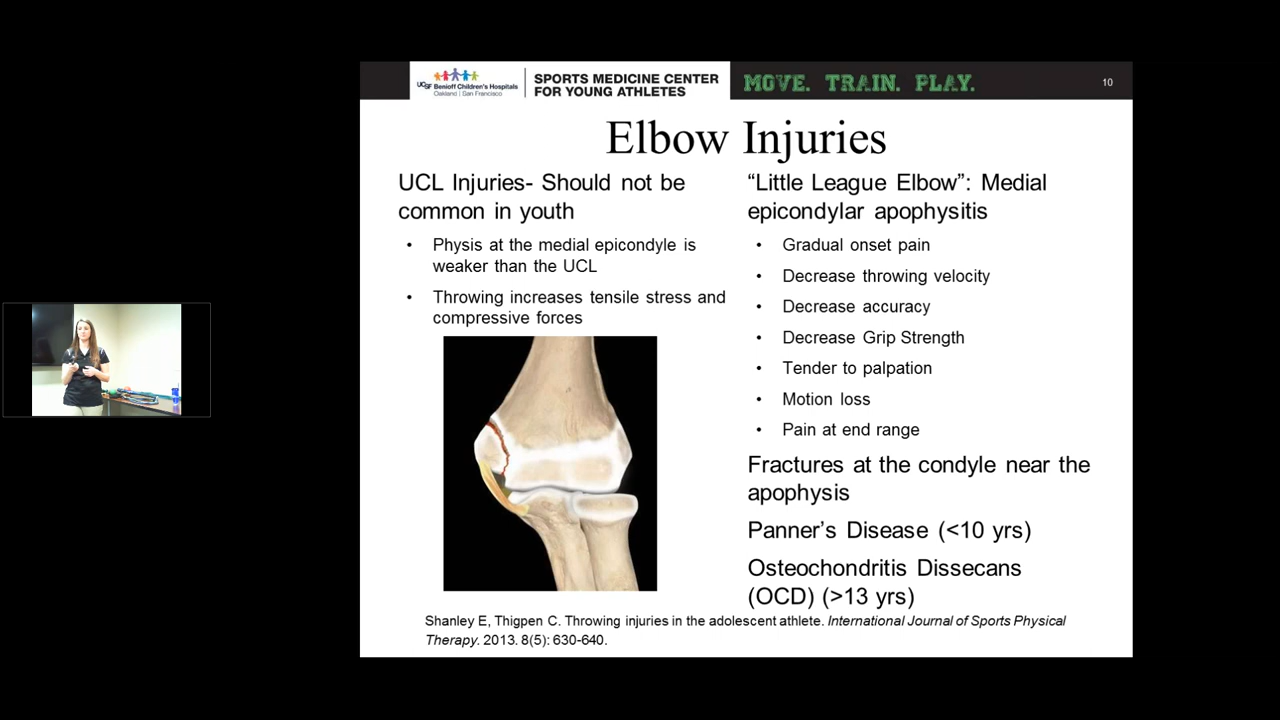 UCSF Benioff Children's Hospitals
Oakland | San Francisco
SPORTS MEDICINE CENTER
FOR YOUNG ATHLETES
MOVE. TRAIN. PLAY.
10
Elbow Injuries
UCL Injuries- Should not be
common in youth
• Physis at the medial epicondyle is
weaker than the UCL
• Throwing increases tensile stress and
compressive forces
“Little League Elbow”: Medial
epicondylar apophysitis
• Gradual onset pain
• Decrease throwing velocity
• Decrease accuracy
• Decrease Grip Strength
• Tender to palpation
• Motion loss
• Pain at end range
Fractures at the condyle near the
apophysis
Panner’s Disease (<10 yrs)
Osteochondritis Dissecans
(OCD) (>13 yrs)
Shanley E, Thigpen C. Throwing injuries in the adolescent athlete. International Journal of Sports Physical
Therapy. 2013. 8(5): 630-640.